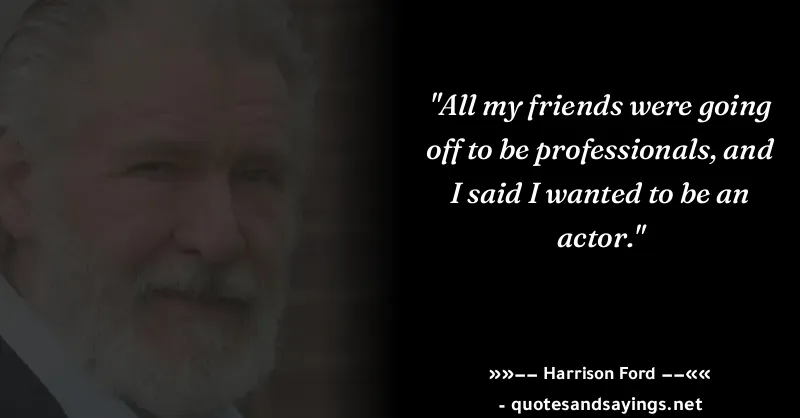 "All my friends were going
off to be professionals, and
I said I wanted to be an
actor."
»»−− Harrison Ford −−««
- quotesandsayings.net